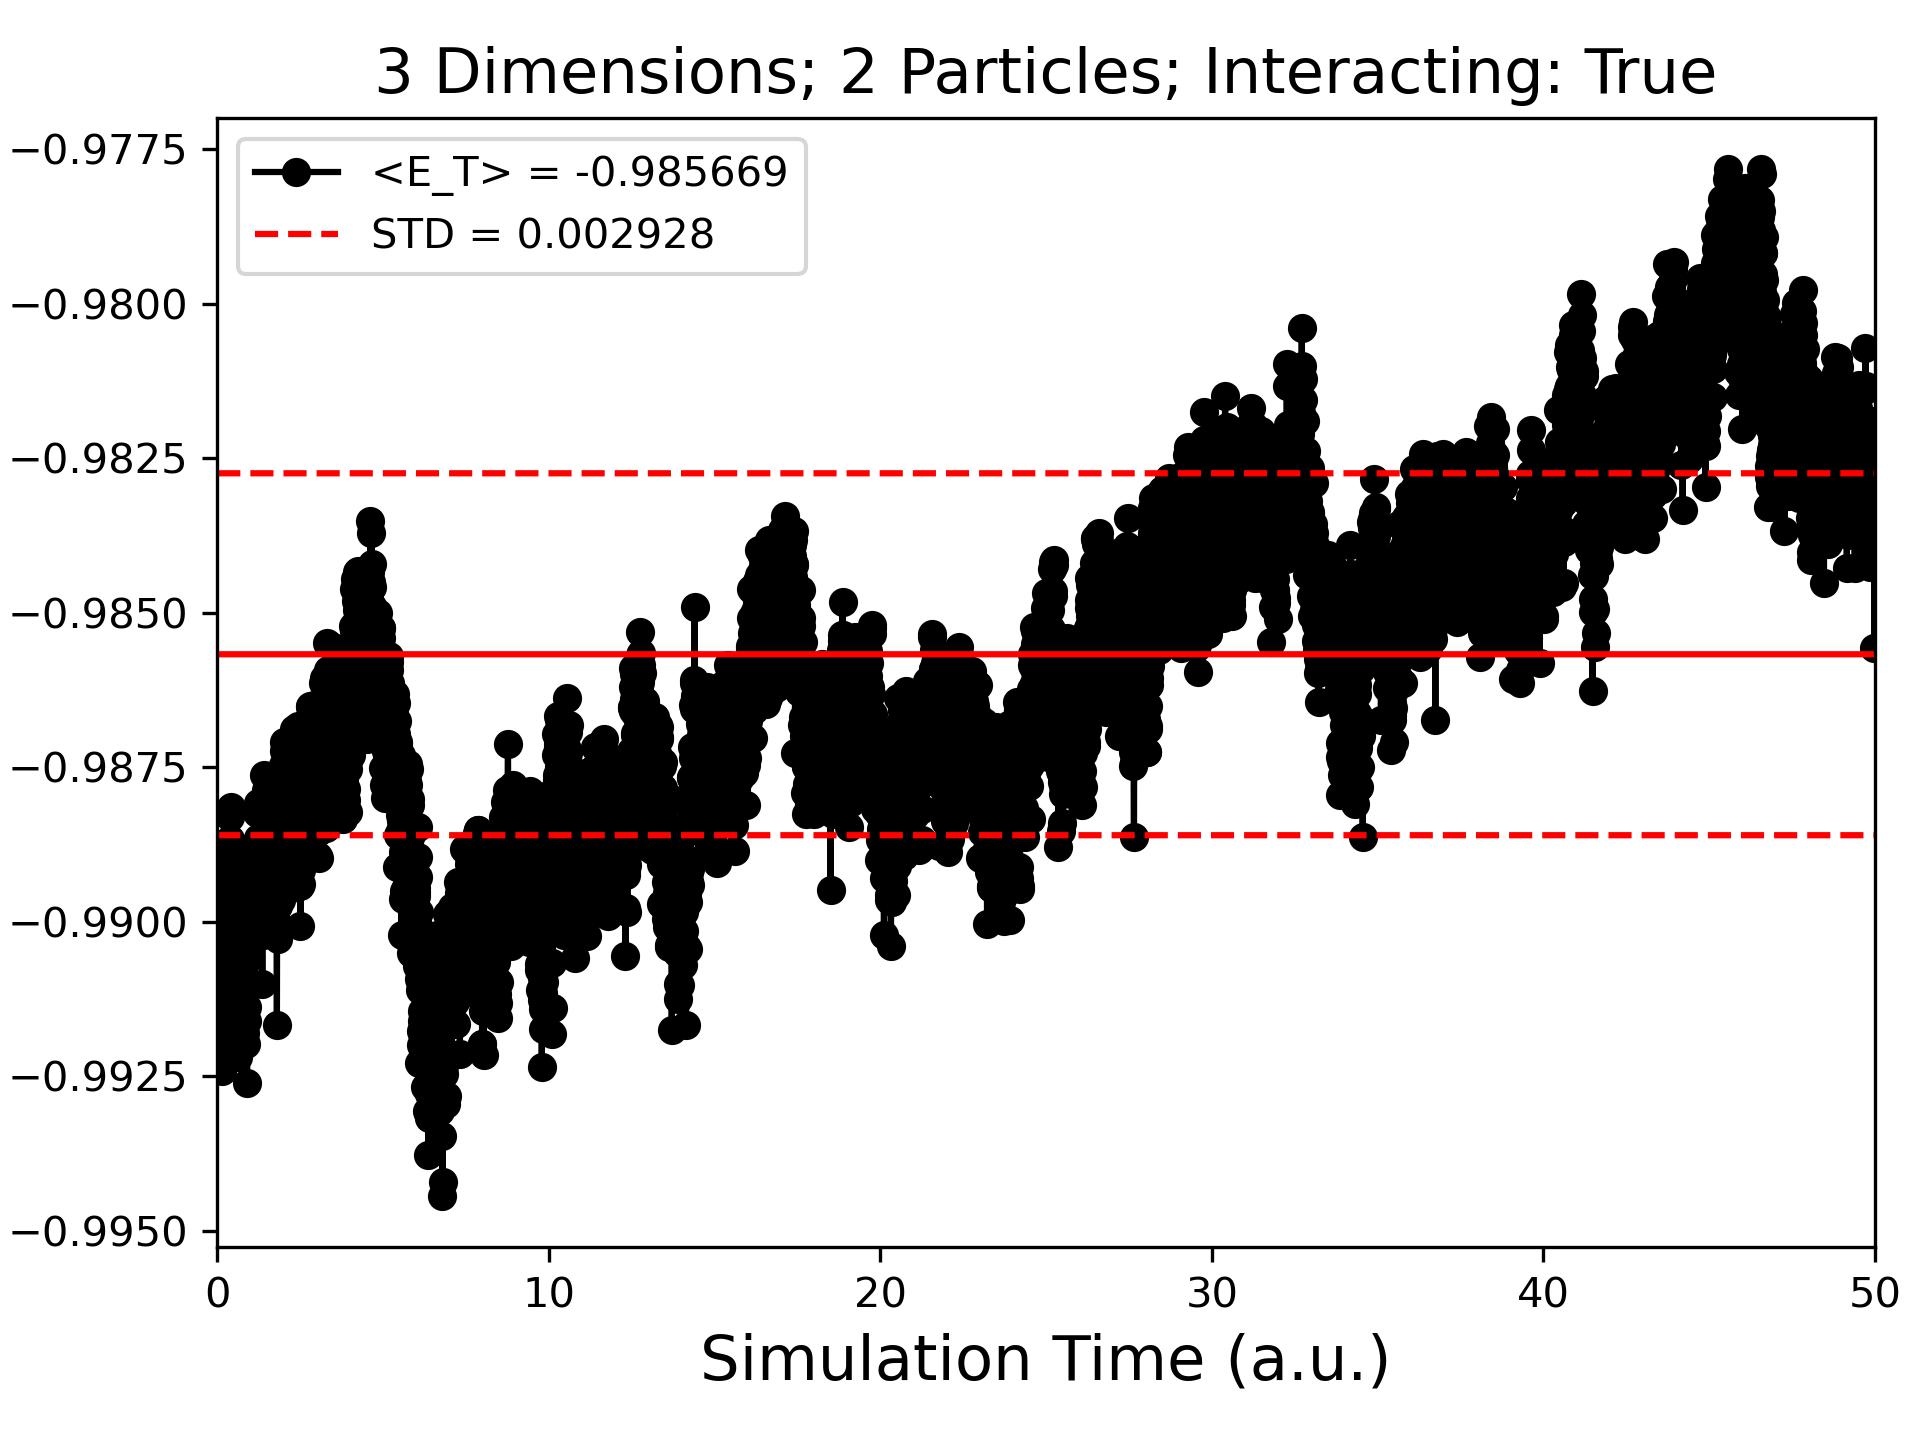 3 Dimensions; 2 Particles; Interacting: True
<E_T> = -0.985669
STD = 0.002928
−0.9775
−0.9800
−0.9825
−0.9850
−0.9875
−0.9900
−0.9925
−0.9950
0 10 20 30 40 50
Simulation Time (a.u.)